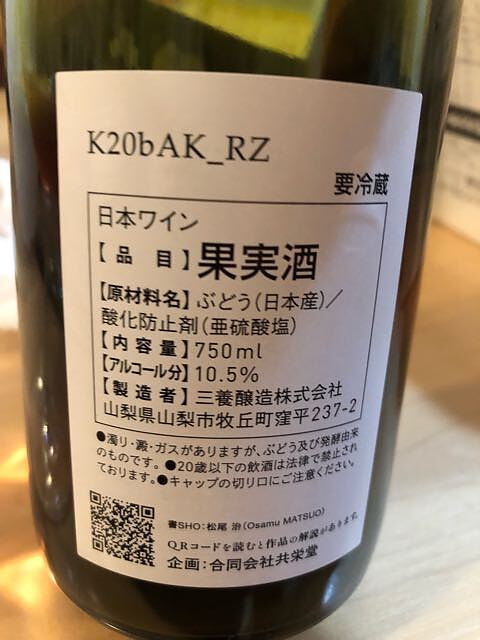 K20bAK_RZ
要冷蔵
日本ワイン
【品目】果実酒
【原材料名】ぶどう(日本産)/
酸化防止剤(亜硫酸塩)
【内容量】750ml
【アルコール分】10.5%
【製造者】三養醸造株式会社
山梨県山梨市牧丘町窪平237-2
●濁り・澱・ガスがありますが、ぶどう及び発酵由来
のものです。●20歳以下の飲酒は法律で禁止され
ております。●キャップの切り口にご注意ください。
書SHO:松尾 治(Osamu MATSUO)
QRコードを読むと作品の解説があります。
企画:合同会社共栄堂